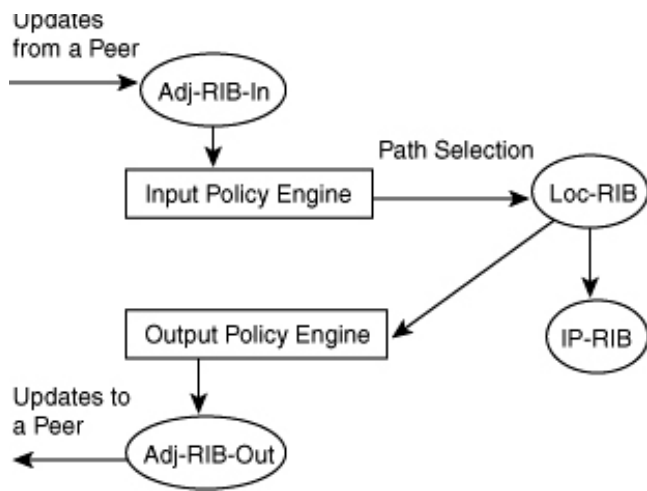 Updates
from a Peer
Adj-RIB-In
Path Selection
Input Policy Engine
Loc-RIB
Output Policy Engine
IP-RIB
Updates to
a Peer
Adj-RIB-Out